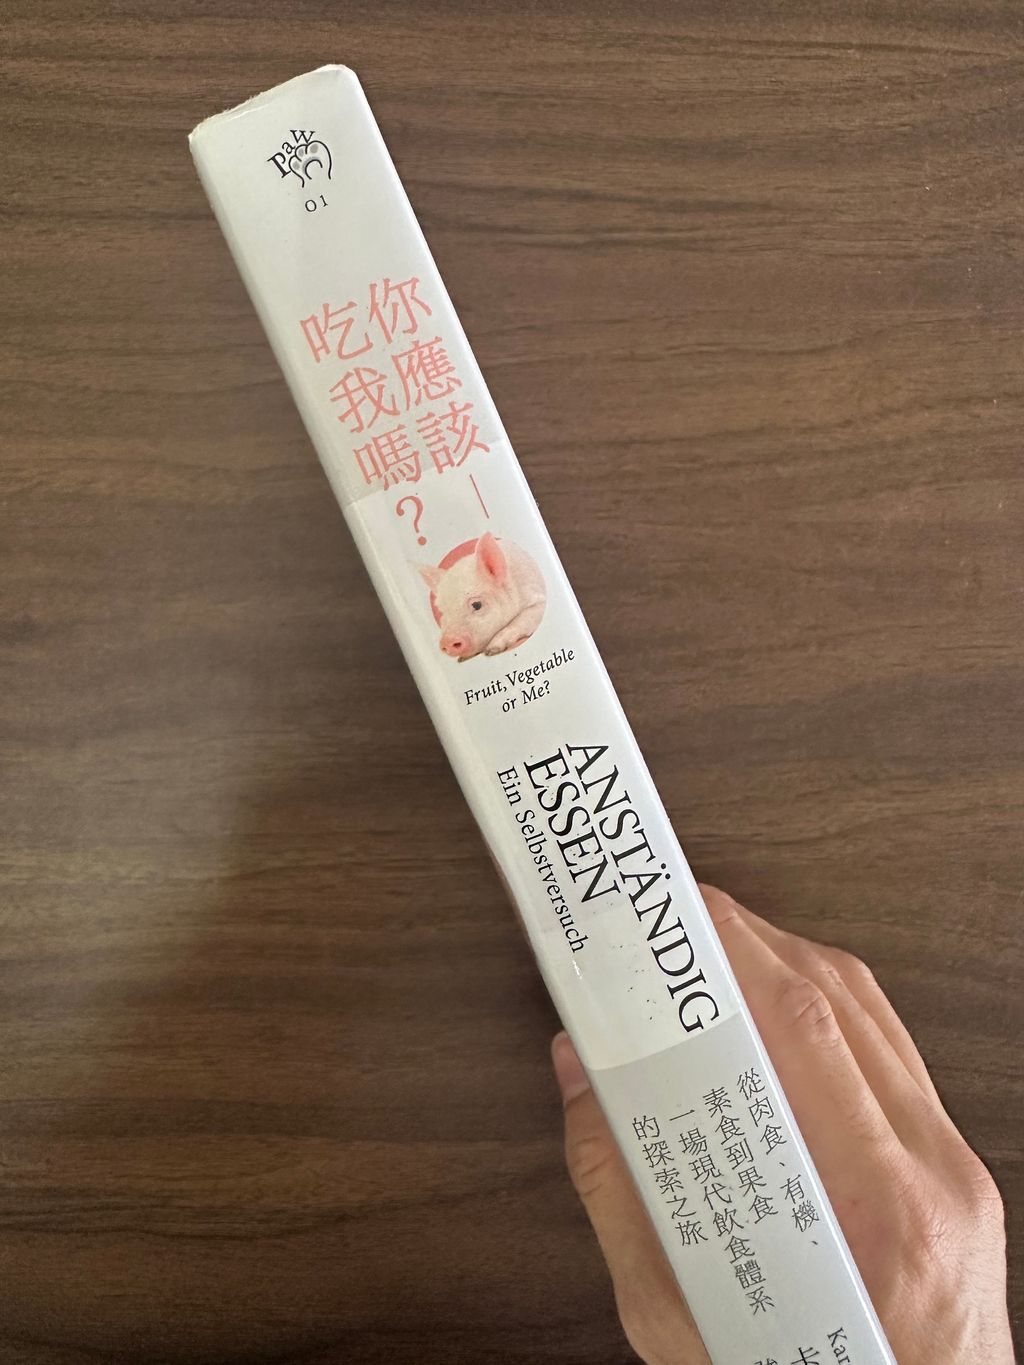 paw
01
你應該—
吃我嗎?
Fruit, Vegetable
or Me?
ANSTÄNDIG
ESSEN
Ein Selbstversuch
從肉食、有機、
素食到果食
一場現代飲食體系
的探索之旅
Kar
卡